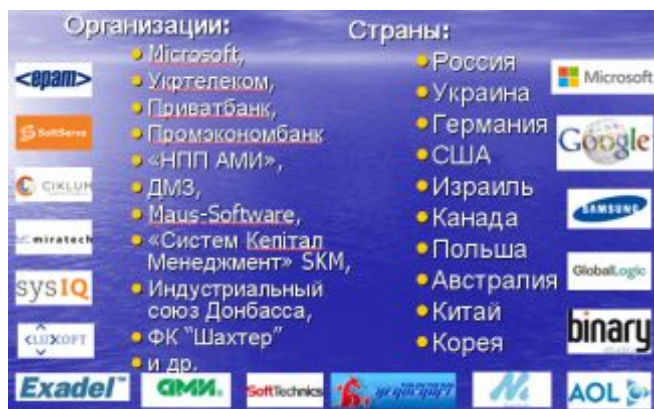 Организации:
Microsoft,
Укртелеком,
Приватбанк,
Промэкономбанк
«НПП АМИ»,
ДМЗ,
Maus-Software,
«Систем Кепітал
Менеджмент» SKM,
Индустриальный
союз Донбасса,
ФК “Шахтер”
и др.
Страны:
Россия
Украина
Германия
США
Израиль
Канада
Польша
Австралия
Китай
Корея
<epam>
SoftServe
CIKLUM
miratech
sysIQ
LUXOFT
Microsoft
Google
SAMSUNG
GlobalLogic
binary
Exadel
АМИ
SoftTechnics
AOL